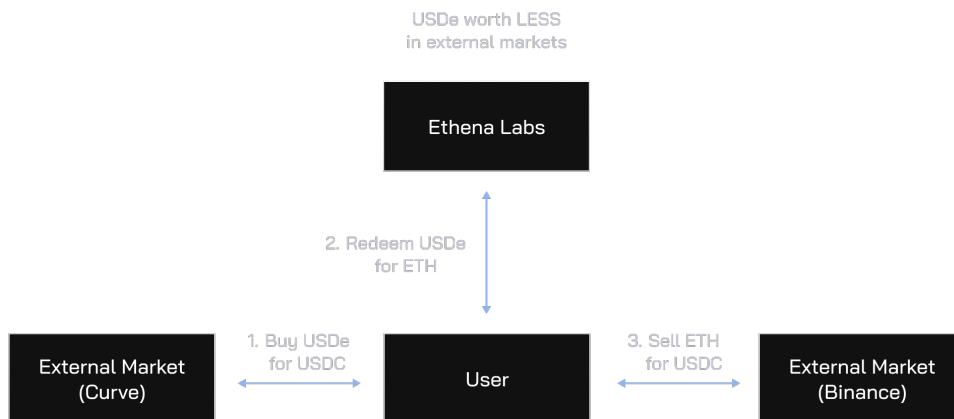 USDe worth LESS
in external markets
Ethena Labs
2. Redeem USDe
for ETH
1. Buy USDe
for USDC
3. Sell ETH
for USDC
External Market
(Curve)
User
External Market
(Binance)